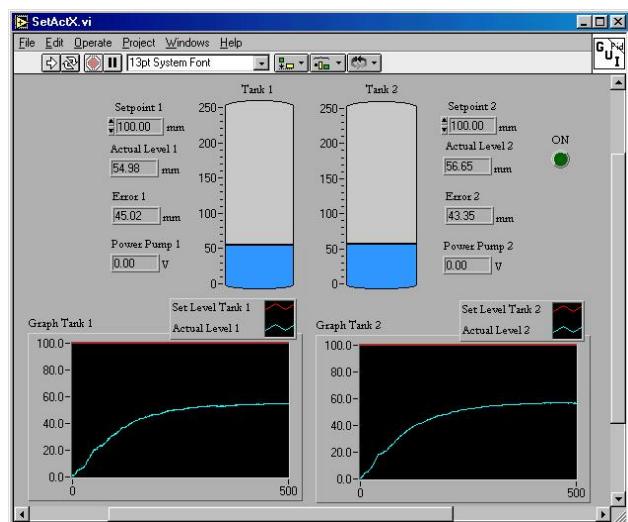 SetActX.vi
File Edit Operate Project Windows Help
13pt System Font
Pid
GUI
Tank 1 Tank 2
Setpoint 1
100.00 mm
Actual Level 1
54.98 mm
Error 1
45.02 mm
Power Pump 1
0.00 V
250-
200-
150-
100-
50-
0-
250-
200-
150-
100-
50-
0-
Setpoint 2
100.00 mm
Actual Level 2
56.65 mm
Error 2
43.35 mm
Power Pump 2
0.00 V
ON
Graph Tank 1
Set Level Tank 1
Actual Level 1
100.0-
80.0-
60.0-
40.0-
20.0-
0.0-
0 500
Graph Tank 2
Set Level Tank 2
Actual Level 2
100.0-
80.0-
60.0-
40.0-
20.0-
0.0-
0 500